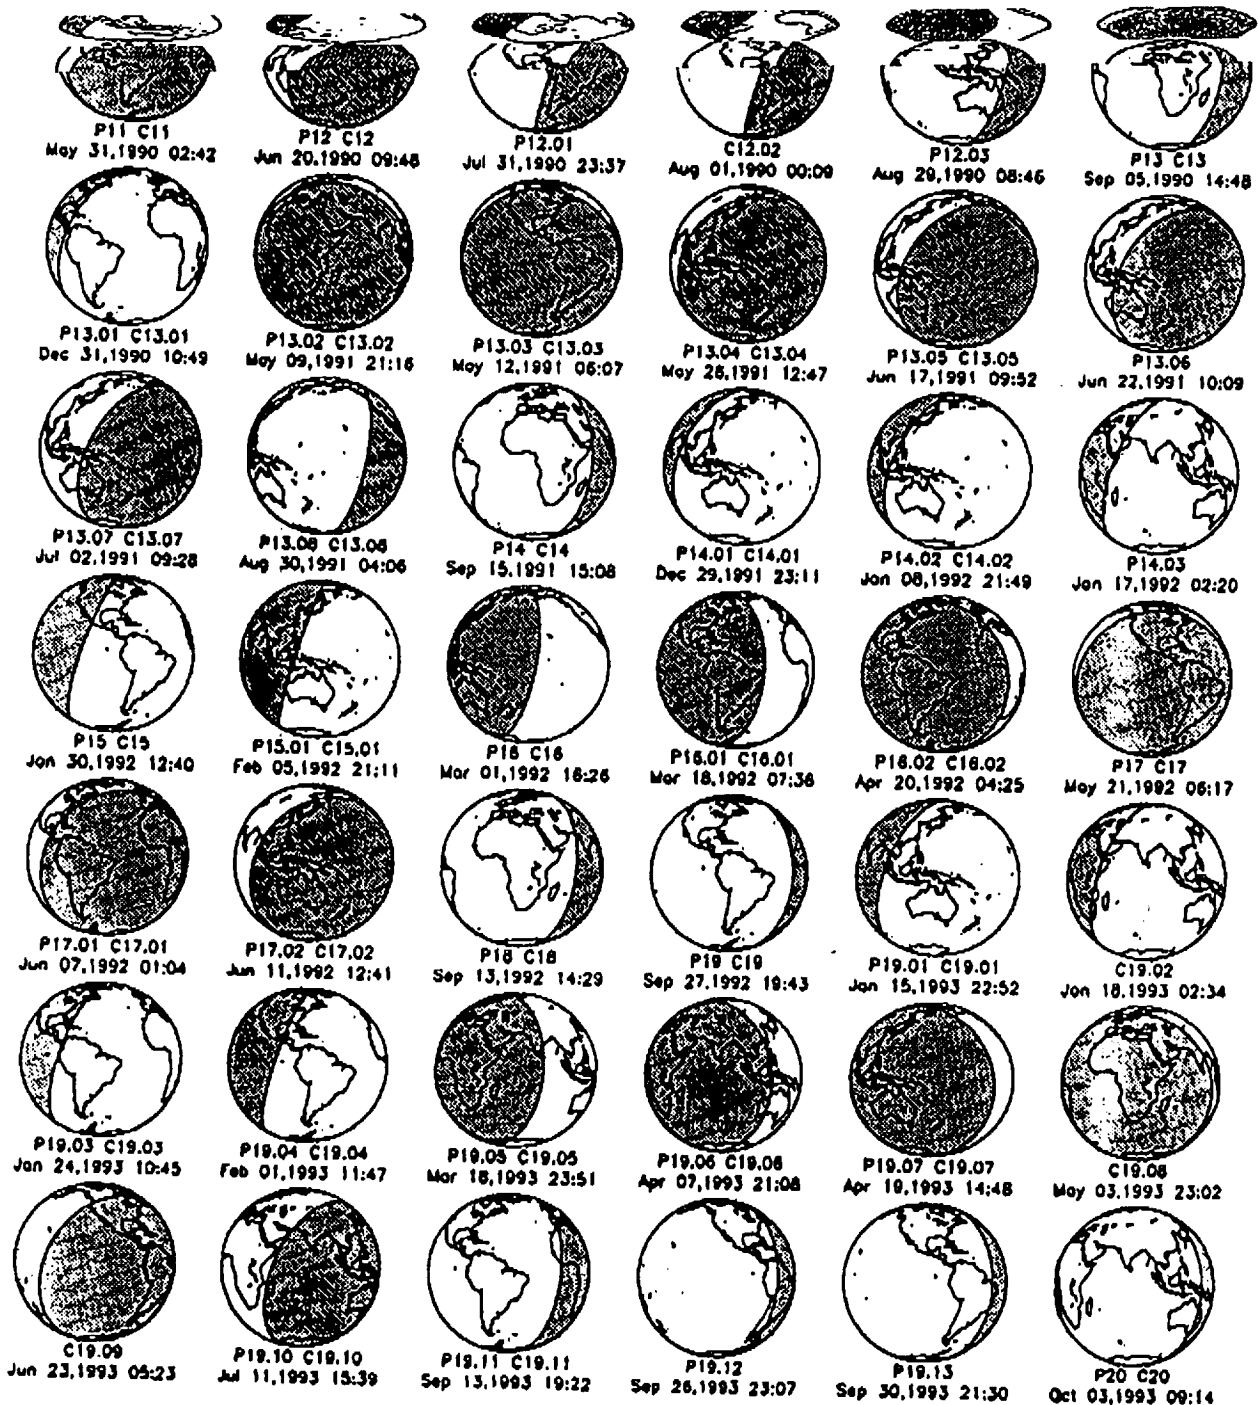 P11 C11
May 31,1990 02:42
P12 C12
Jun 20,1990 09:48
P12.01
Jul 31,1990 23:37
C12.02
Aug 01,1990 00:09
P12.03
Aug 29,1990 08:46
P13 C13
Sep 05,1990 14:48
P13.01 C13.01
Dec 31,1990 10:49
P13.02 C13.02
May 09,1991 21:16
P13.03 C13.03
May 12,1991 06:07
P13.04 C13.04
May 26,1991 12:47
P13.05 C13.05
Jun 17,1991 09:52
P13.06
Jun 22,1991 10:09
P13.07 C13.07
Jul 02,1991 09:28
P13.08 C13.08
Aug 30,1991 04:06
P14 C14
Sep 15,1991 15:08
P14.01 C14.01
Dec 29,1991 23:11
P14.02 C14.02
Jan 08,1992 21:49
P14.03
Jan 17,1992 02:20
P15 C15
Jan 30,1992 12:40
P15.01 C15.01
Feb 05,1992 21:11
P16 C16
Mar 01,1992 16:26
P16.01 C16.01
Mar 18,1992 07:38
P16.02 C16.02
Apr 20,1992 04:25
P17 C17
May 21,1992 06:17
P17.01 C17.01
Jun 07,1992 01:04
P17.02 C17.02
Jun 11,1992 12:41
P18 C18
Sep 13,1992 14:29
P19 C19
Sep 27,1992 19:43
P19.01 C19.01
Jan 15,1993 22:52
C19.02
Jan 18,1993 02:34
P19.03 C19.03
Jan 24,1993 10:45
P19.04 C19.04
Feb 01,1993 11:47
P19.05 C19.05
Mar 18,1993 23:51
P19.06 C19.06
Apr 07,1993 21:08
P19.07 C19.07
Apr 19,1993 14:48
C19.08
May 03,1993 23:02
C19.09
Jun 23,1993 05:23
P19.10 C19.10
Jul 11,1993 15:39
P19.11 C19.11
Sep 13,1993 19:22
P19.12
Sep 26,1993 23:07
P19.13
Sep 30,1993 21:30
P20 C20
Oct 03,1993 09:14